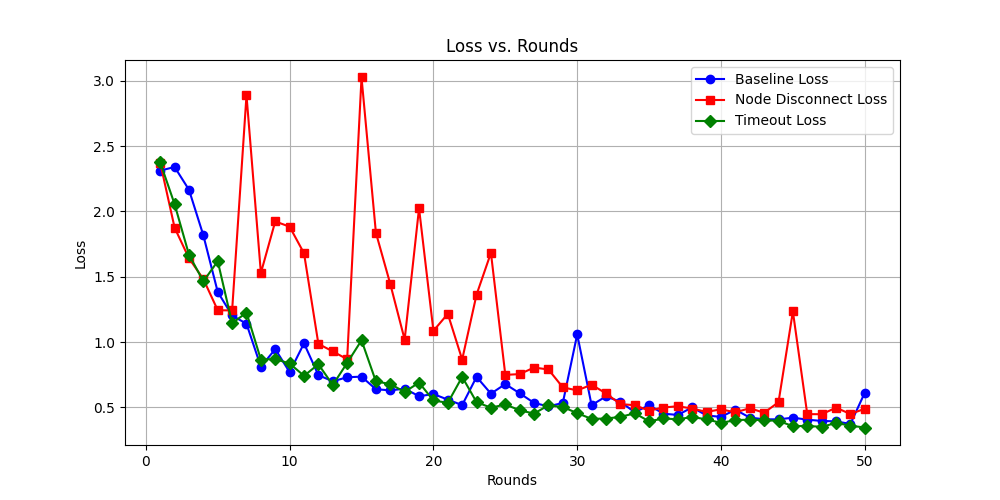 Loss vs. Rounds
Baseline Loss
Node Disconnect Loss
Timeout Loss
Loss
3.0
2.5
2.0
1.5
1.0
0.5
0 10 20 30 40 50
Rounds